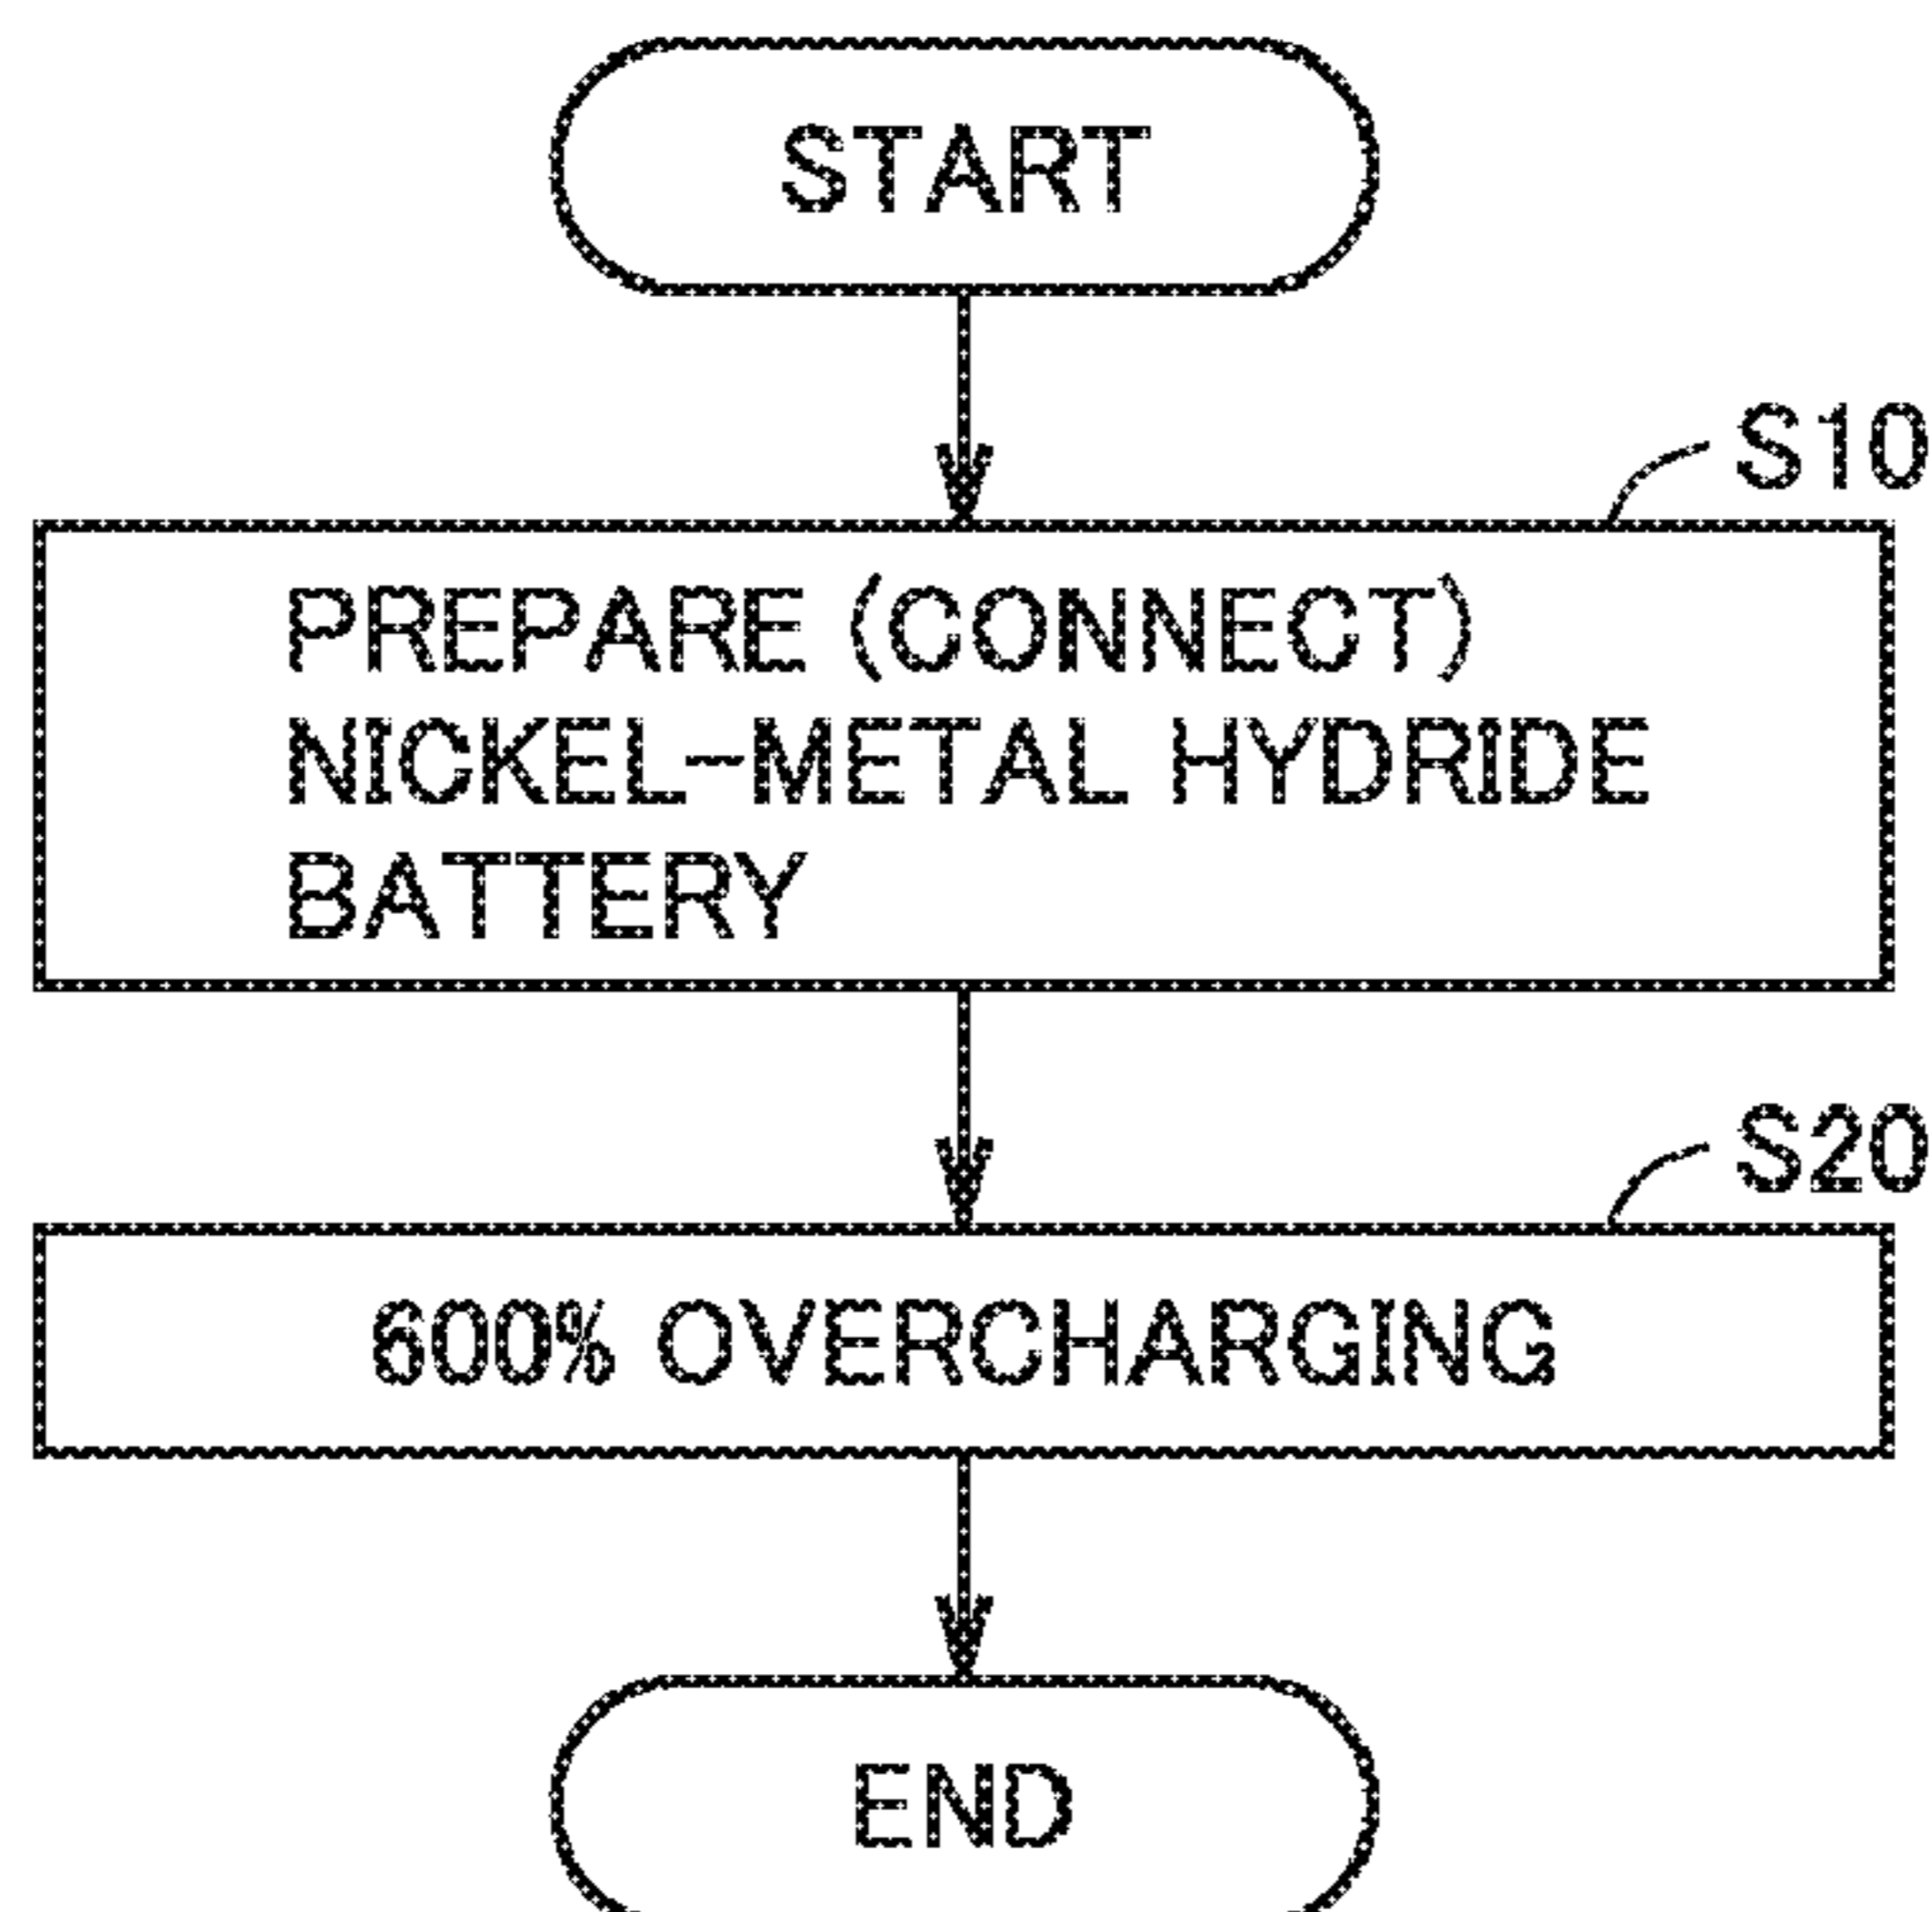 START
S10
PREPARE (CONNECT)
NICKEL-METAL HYDRIDE
BATTERY
S20
600% OVERCHARGING
END